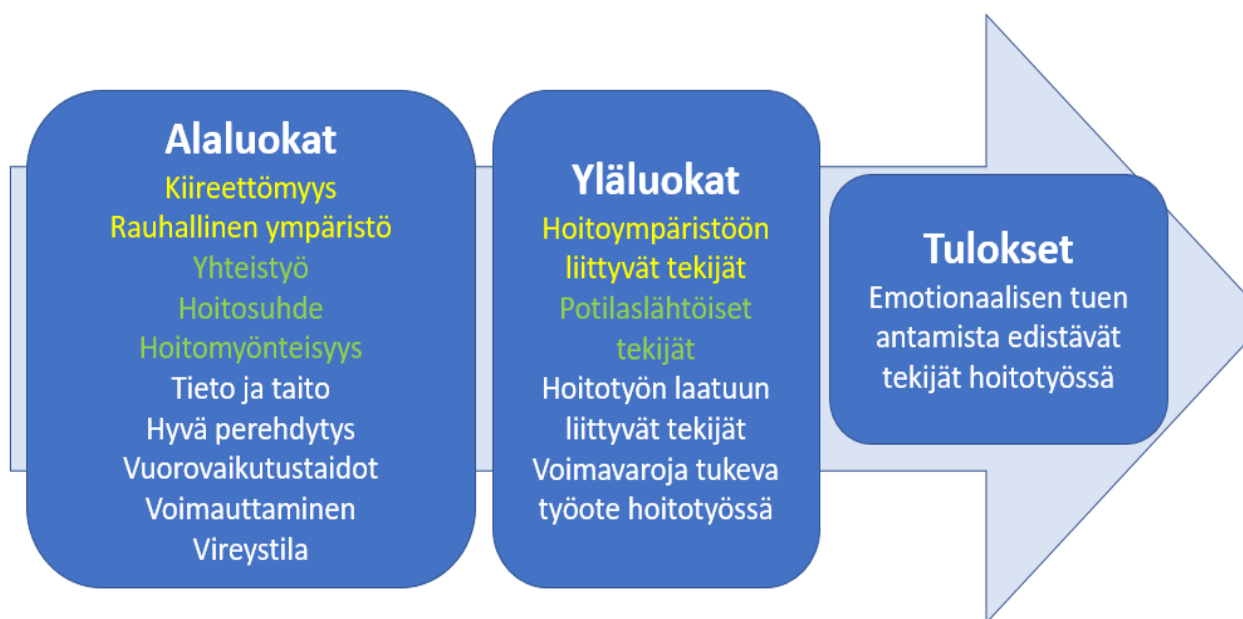 Alaluokat
Kiireettömyys
Rauhallinen ympäristö
Yhteistyö
Hoitosuhde
Hoitomyönteisyys
Tieto ja taito
Hyvä perehdytys
Vuorovaikutustaidot
Voimauttaminen
Vireystila
Yläluokat
Hoitoympäristöön
liittyvät tekijät
Potilaslähtöiset
tekijät
Hoitotyön laatuun
liittyvät tekijät
Voimavaroja tukeva
työote hoitotyössä
Tulokset
Emotionaalisen tuen
antamista edistävät
tekijät hoitotyössä